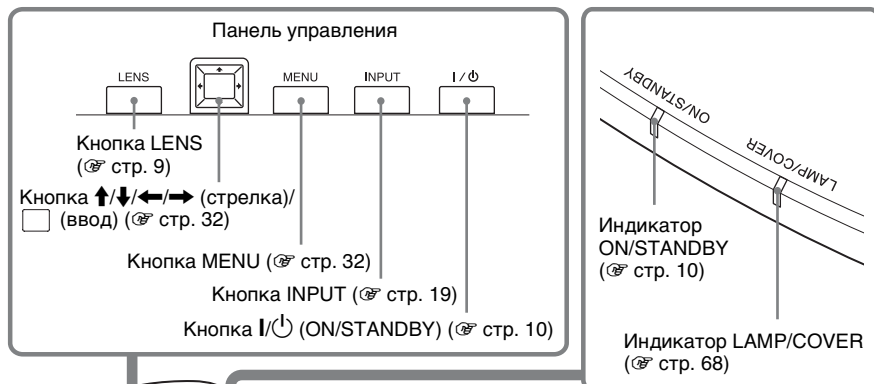 Панель управления
LENS
MENU
INPUT
I/⏻
Кнопка LENS
(☞ стр. 9)
Кнопка ↑/↓/←/→ (стрелка)/
□ (ввод) (☞ стр. 32)
Кнопка MENU (☞ стр. 32)
Кнопка INPUT (☞ стр. 19)
Кнопка I/⏻ (ON/STANDBY) (☞ стр. 10)
ON/STANDBY
LAMP/COVER
Индикатор
ON/STANDBY
(☞ стр. 10)
Индикатор LAMP/COVER
(☞ стр. 68)